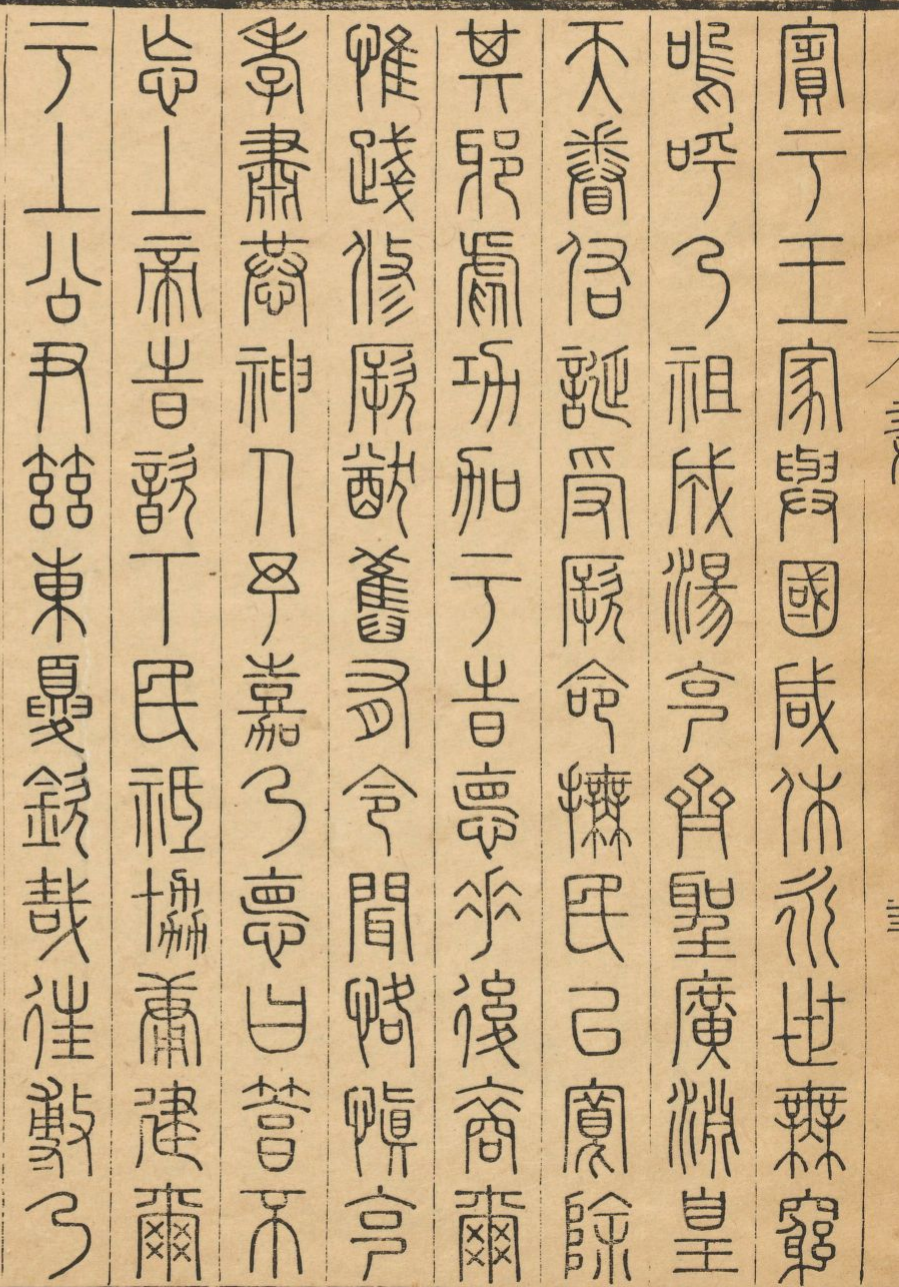 賓于王家與國咸休永世無窮
嗚呼乃祖成湯克齊聖廣淵皇
天眷佑誕受厥命撫民以寬除
其邪虐功加于時德垂後裔爾
惟踐修厥猷舊有令聞恪慎克
孝肅恭神人予嘉乃德曰篤不
忘上帝時歆下民祗協庸建爾
于上公尹茲東夏欽哉往敷乃